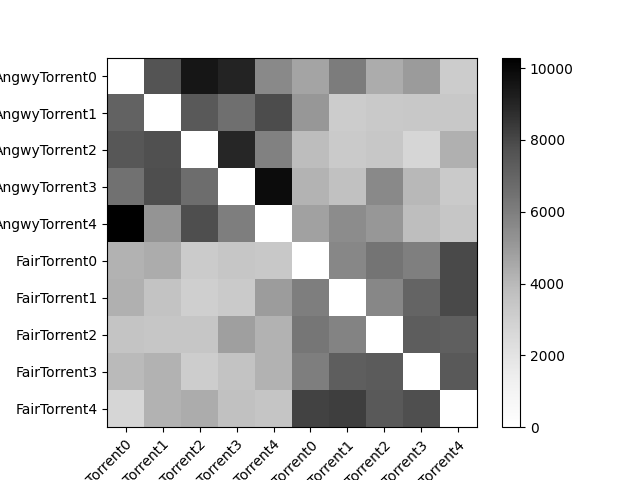 AngwyTorrent0
AngwyTorrent1
AngwyTorrent2
AngwyTorrent3
AngwyTorrent4
FairTorrent0
FairTorrent1
FairTorrent2
FairTorrent3
FairTorrent4
Torrent0
Torrent1
Torrent2
Torrent3
Torrent4
Torrent0
Torrent1
Torrent2
Torrent3
Torrent4
10000
8000
6000
4000
2000
0